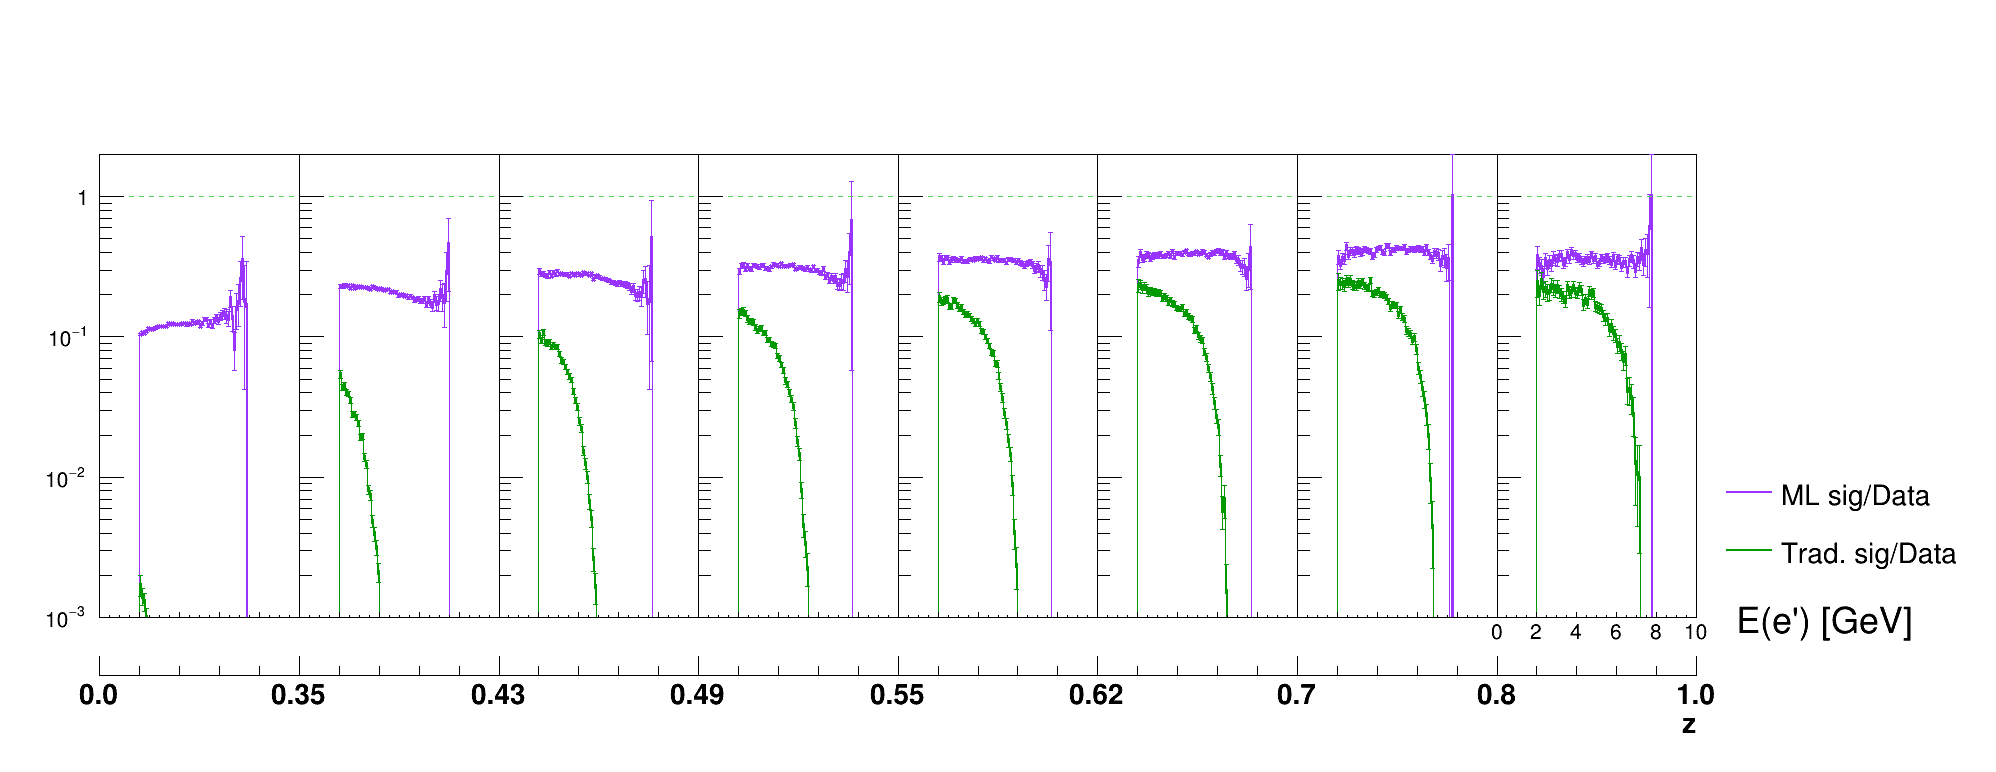 1
10⁻¹
10⁻²
10⁻³
ML sig/Data
Trad. sig/Data
E(e') [GeV]
0 2 4 6 8 10
0.0 0.35 0.43 0.49 0.55 0.62 0.7 0.8 1.0
z